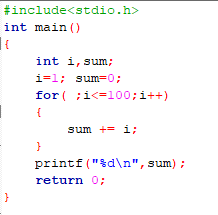 #include<stdio.h>
int main()
{
    int i,sum;
    i=1; sum=0;
    for( ;i<=100;i++)
    {
        sum += i;
    }
    printf("%d\n",sum);
    return 0;
}